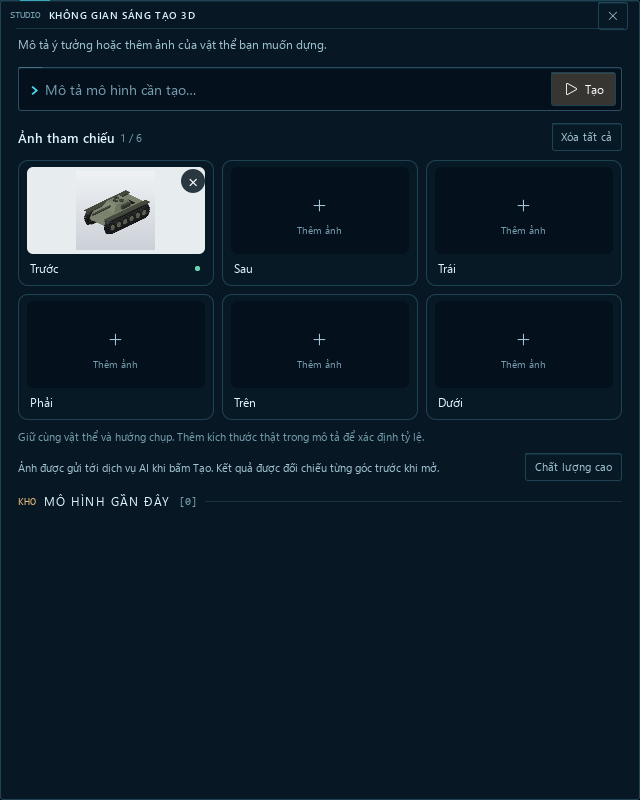 STUDIO KHÔNG GIAN SÁNG TẠO 3D
Mô tả ý tưởng hoặc thêm ảnh của vật thể bạn muốn dựng.
Mô tả mô hình cần tạo...
Tạo
Ảnh tham chiếu 1 / 6
Xóa tất cả
Trước
Thêm ảnh
Sau
Thêm ảnh
Trái
Thêm ảnh
Phải
Thêm ảnh
Trên
Thêm ảnh
Dưới
Giữ cùng vật thể và hướng chụp. Thêm kích thước thật trong mô tả để xác định tỷ lệ.
Ảnh được gửi tới dịch vụ AI khi bấm Tạo. Kết quả được đối chiếu từng góc trước khi mở.
Chất lượng cao
KHO MÔ HÌNH GẦN ĐÂY [0]